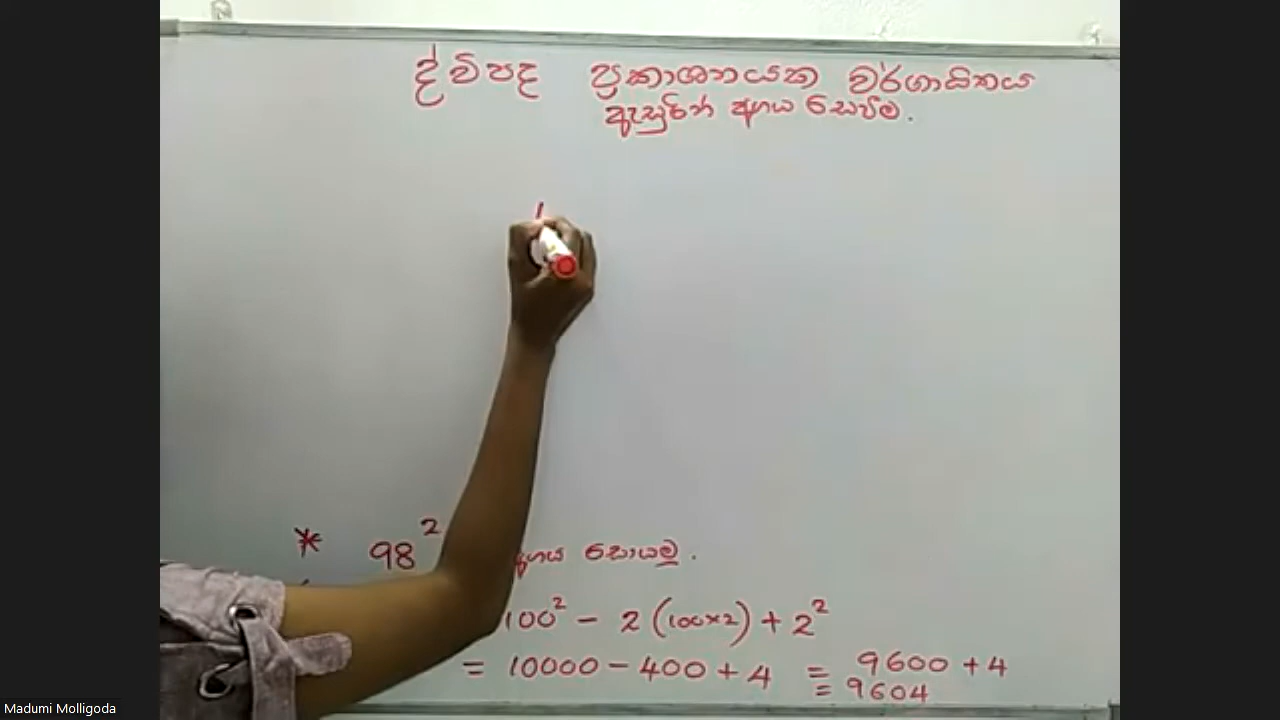 ද්විපද ප්‍රකාශනයක වර්ගායිතය
ඇසුරින් අගය සෙවීම.
* 98² අගය සොයමු.
100² - 2 (100×2) + 2²
= 10000 - 400 + 4 = 9600 + 4
= 9604
Madumi Molligoda